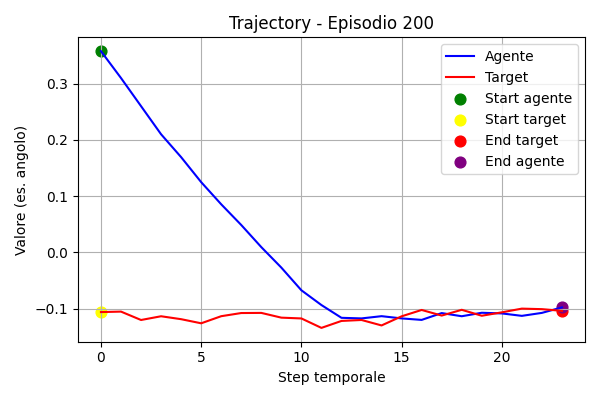 Trajectory - Episodio 200
Agente
Target
Start agente
Start target
End target
End agente
Valore (es. angolo)
0.3
0.2
0.1
0.0
−0.1
0
5
10
15
20
Step temporale